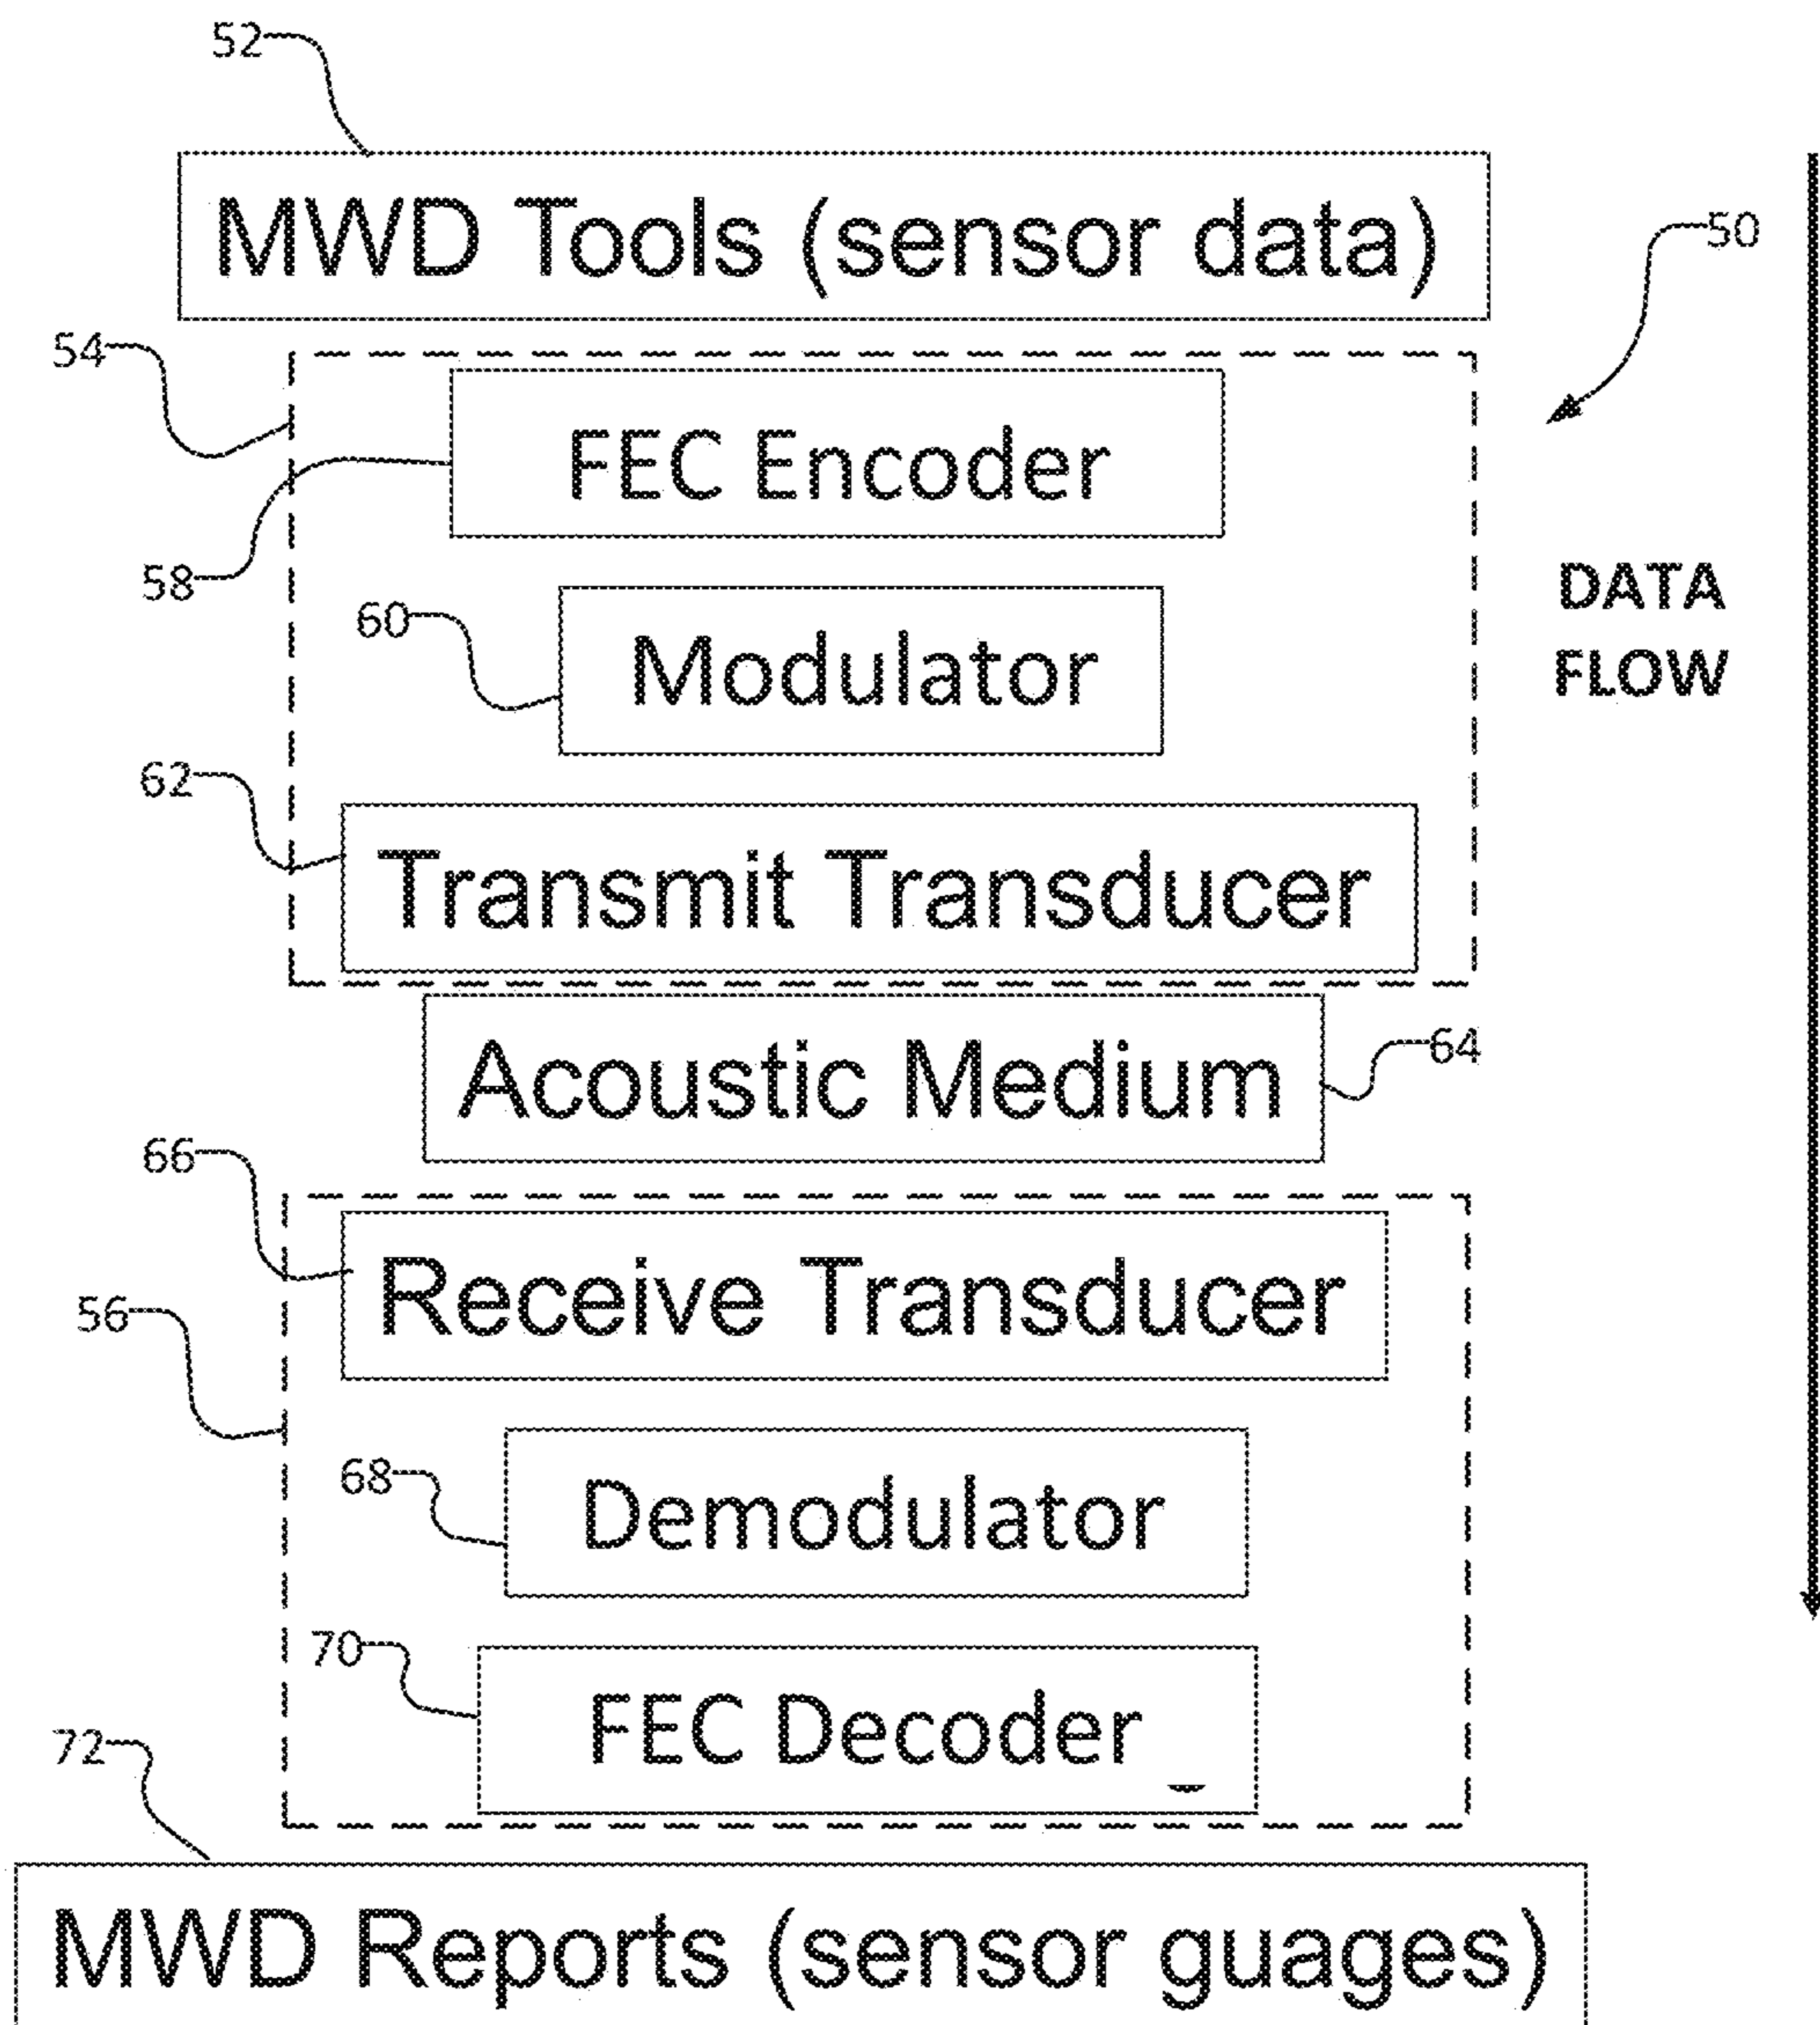 52
MWD Tools (sensor data)
50
54
FEC Encoder
58
DATA
FLOW
60
Modulator
62
Transmit Transducer
Acoustic Medium
64
66
Receive Transducer
56
68
Demodulator
70
FEC Decoder
72
MWD Reports (sensor guages)